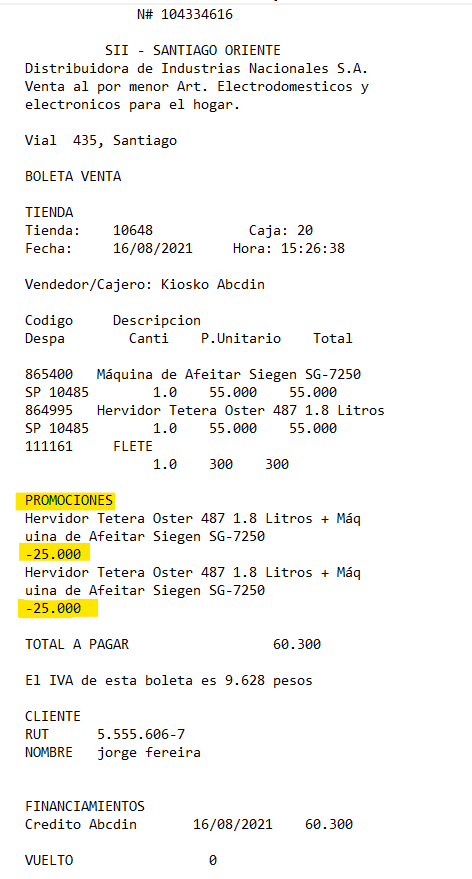 N# 104334616
SII - SANTIAGO ORIENTE
Distribuidora de Industrias Nacionales S.A.
Venta al por menor Art. Electrodomesticos y
electronicos para el hogar.
Vial 435, Santiago
BOLETA VENTA
TIENDA
Tienda: 10648 Caja: 20
Fecha: 16/08/2021 Hora: 15:26:38
Vendedor/Cajero: Kiosko Abcdin
Codigo Descripcion
Despa Canti P.Unitario Total
865400 Máquina de Afeitar Siegen SG-7250
SP 10485 1.0 55.000 55.000
864995 Hervidor Tetera Oster 487 1.8 Litros
SP 10485 1.0 55.000 55.000
111161 FLETE
1.0 300 300
PROMOCIONES
Hervidor Tetera Oster 487 1.8 Litros + Máq
uina de Afeitar Siegen SG-7250
-25.000
Hervidor Tetera Oster 487 1.8 Litros + Máq
uina de Afeitar Siegen SG-7250
-25.000
TOTAL A PAGAR 60.300
El IVA de esta boleta es 9.628 pesos
CLIENTE
RUT 5.555.606-7
NOMBRE jorge fereira
FINANCIAMIENTOS
Credito Abcdin 16/08/2021 60.300
VUELTO 0